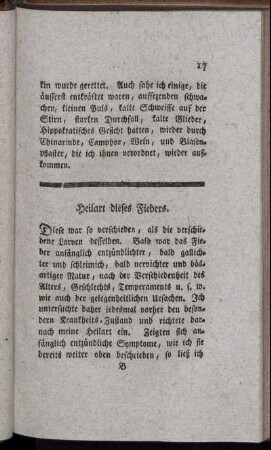 17
kin wurde gerettet. Auch sahe ich einige, die
äusserst entkräftet waren, aussezenden schwa-
chen, kleinen Puls, kalte Schweisse auf der
Stirn, starken Durchfall, kalte Glieder,
Hippokratisches Gesicht hatten, wieder durch
Chinarinde, Camphor, Wein, und Blasen-
pflaster, die ich ihnen verordnet, wieder auf-
kommen.
Heilart dieses Fiebers.
Diese war so verschieden, als die verschie-
dene Larven desselben. Bald war das Fie-
ber anfänglich entzündlichter, bald gallich-
ter und schleimich, bald nervichter und bös-
artiger Natur, nach der Verschiedenheit des
Alters, Geschlechts, Temperaments u. s. w.
wie auch der gelegenheitlichen Ursachen. Ich
untersuchte daher jedesmal vorher den beson-
dern Krankheits-Zustand und richtete dar-
nach meine Heilart ein. Zeigten sich an-
fänglich entzündliche Symptome, wie ich sie
bereits weiter oben beschrieben, so ließ ich
B